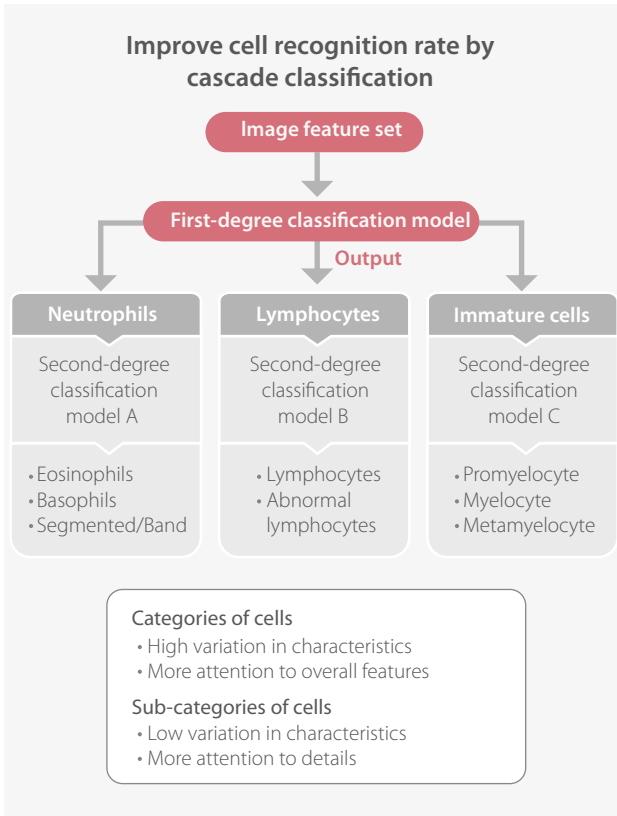 Improve cell recognition rate by
cascade classification
Image feature set
First-degree classification model
Output
Neutrophils
Second-degree
classification
model A
• Eosinophils
• Basophils
• Segmented/Band
Lymphocytes
Second-degree
classification
model B
• Lymphocytes
• Abnormal
lymphocytes
Immature cells
Second-degree
classification
model C
• Promyelocyte
• Myelocyte
• Metamyelocyte
Categories of cells
• High variation in characteristics
• More attention to overall features
Sub-categories of cells
• Low variation in characteristics
• More attention to details